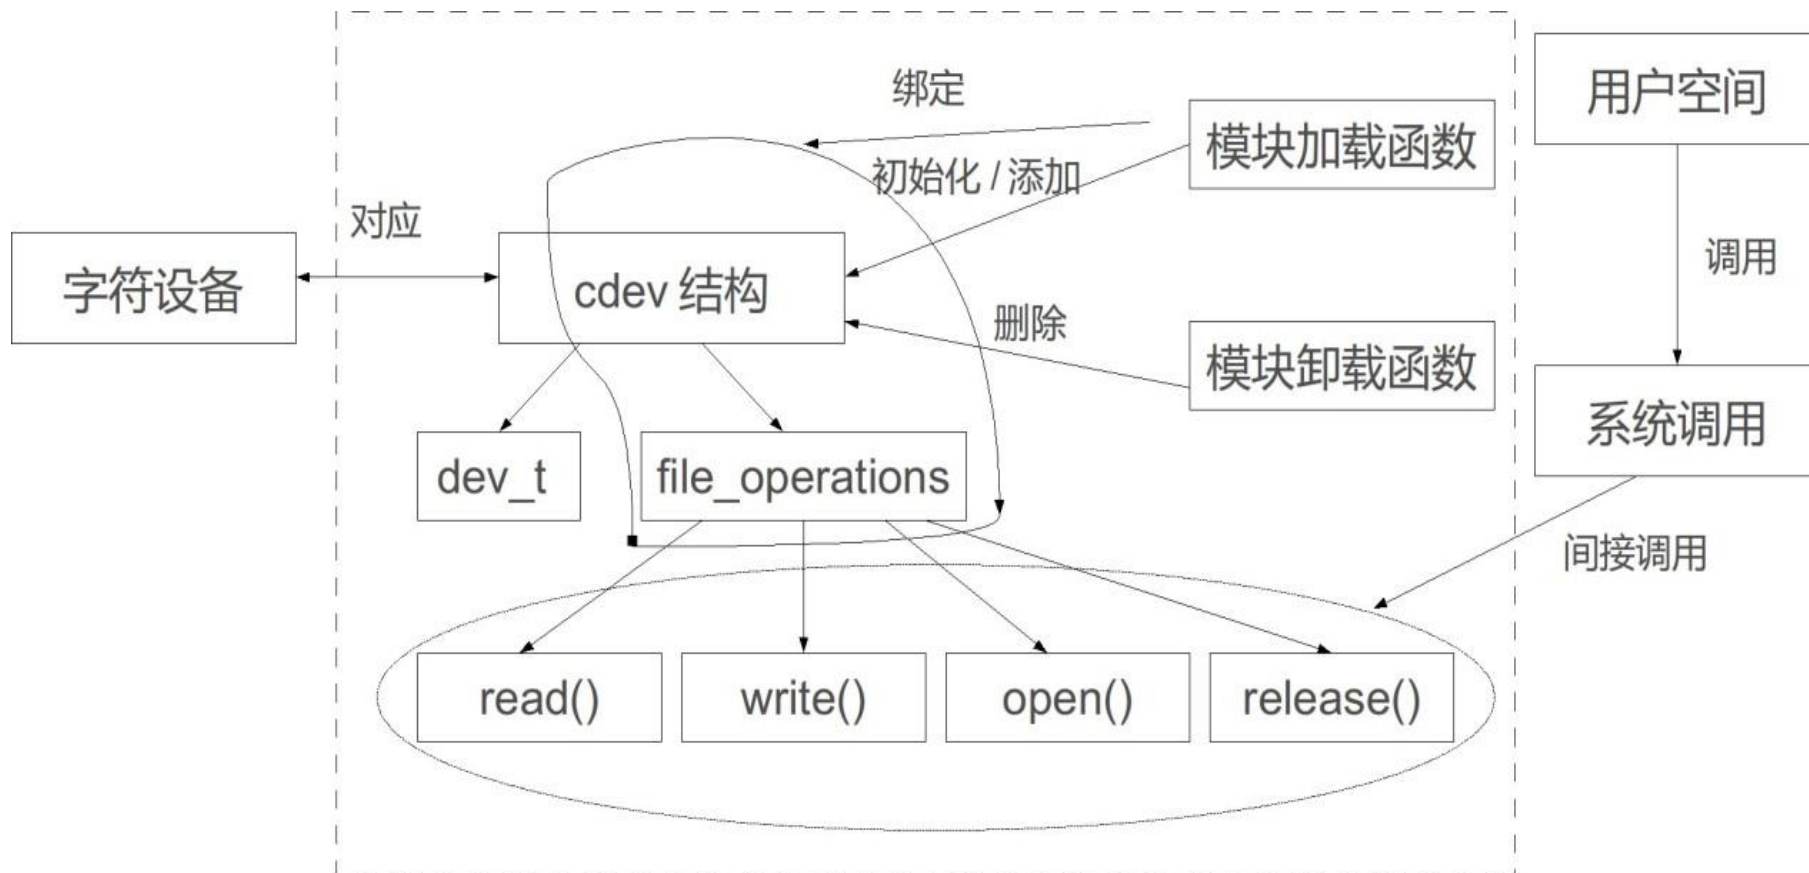 绑定
用户空间
模块加载函数
初始化 / 添加
对应
调用
字符设备
cdev 结构
删除
模块卸载函数
系统调用
dev_t
file_operations
间接调用
read()
write()
open()
release()